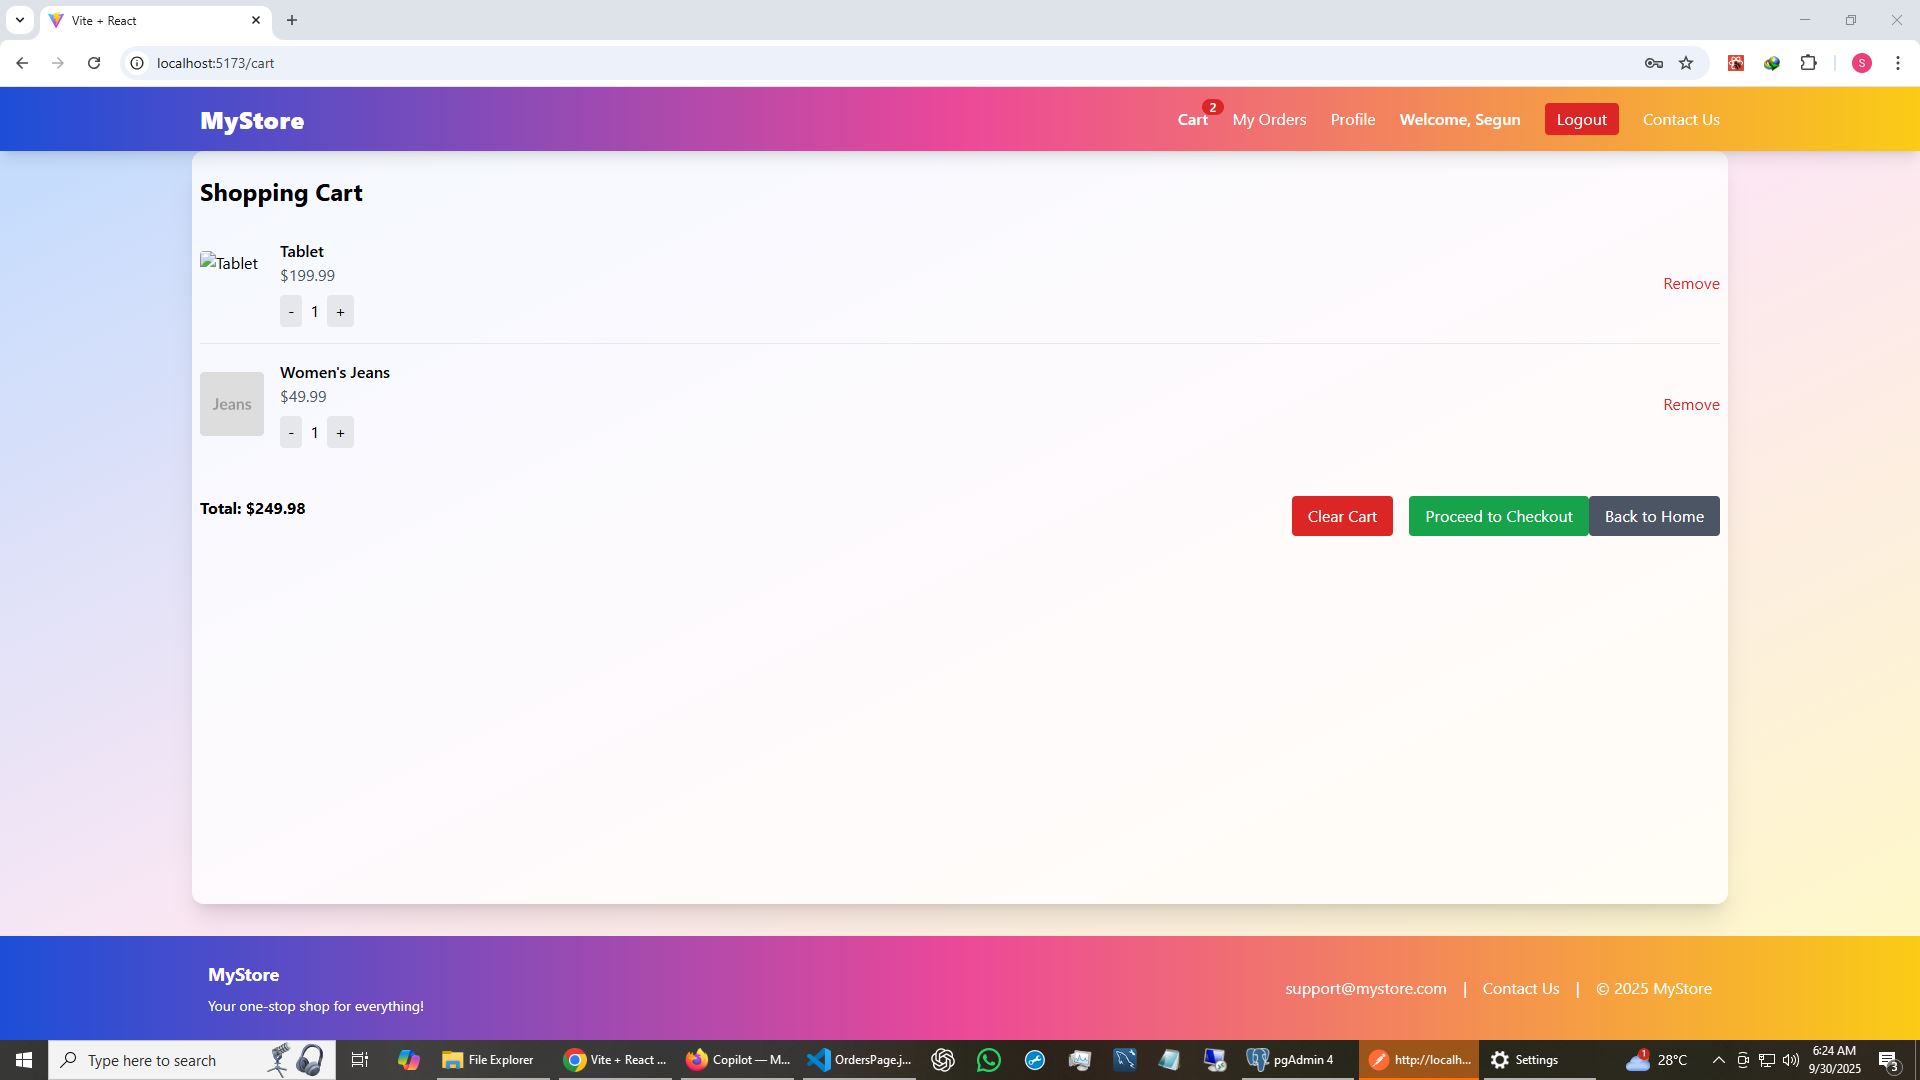 Vite + React
localhost:5173/cart
S
MyStore
Cart 2 My Orders Profile Welcome, Segun Logout Contact Us
Shopping Cart
Tablet
Tablet
$199.99
- 1 +
Remove
Jeans
Women's Jeans
$49.99
- 1 +
Remove
Total: $249.98
Clear Cart Proceed to Checkout Back to Home
MyStore
Your one-stop shop for everything!
support@mystore.com | Contact Us | © 2025 MyStore
Type here to search
File Explorer
Vite + React ...
Copilot — M...
OrdersPage.j...
pgAdmin 4
http://localh...
Settings
1
28°C
6:24 AM
9/30/2025
3